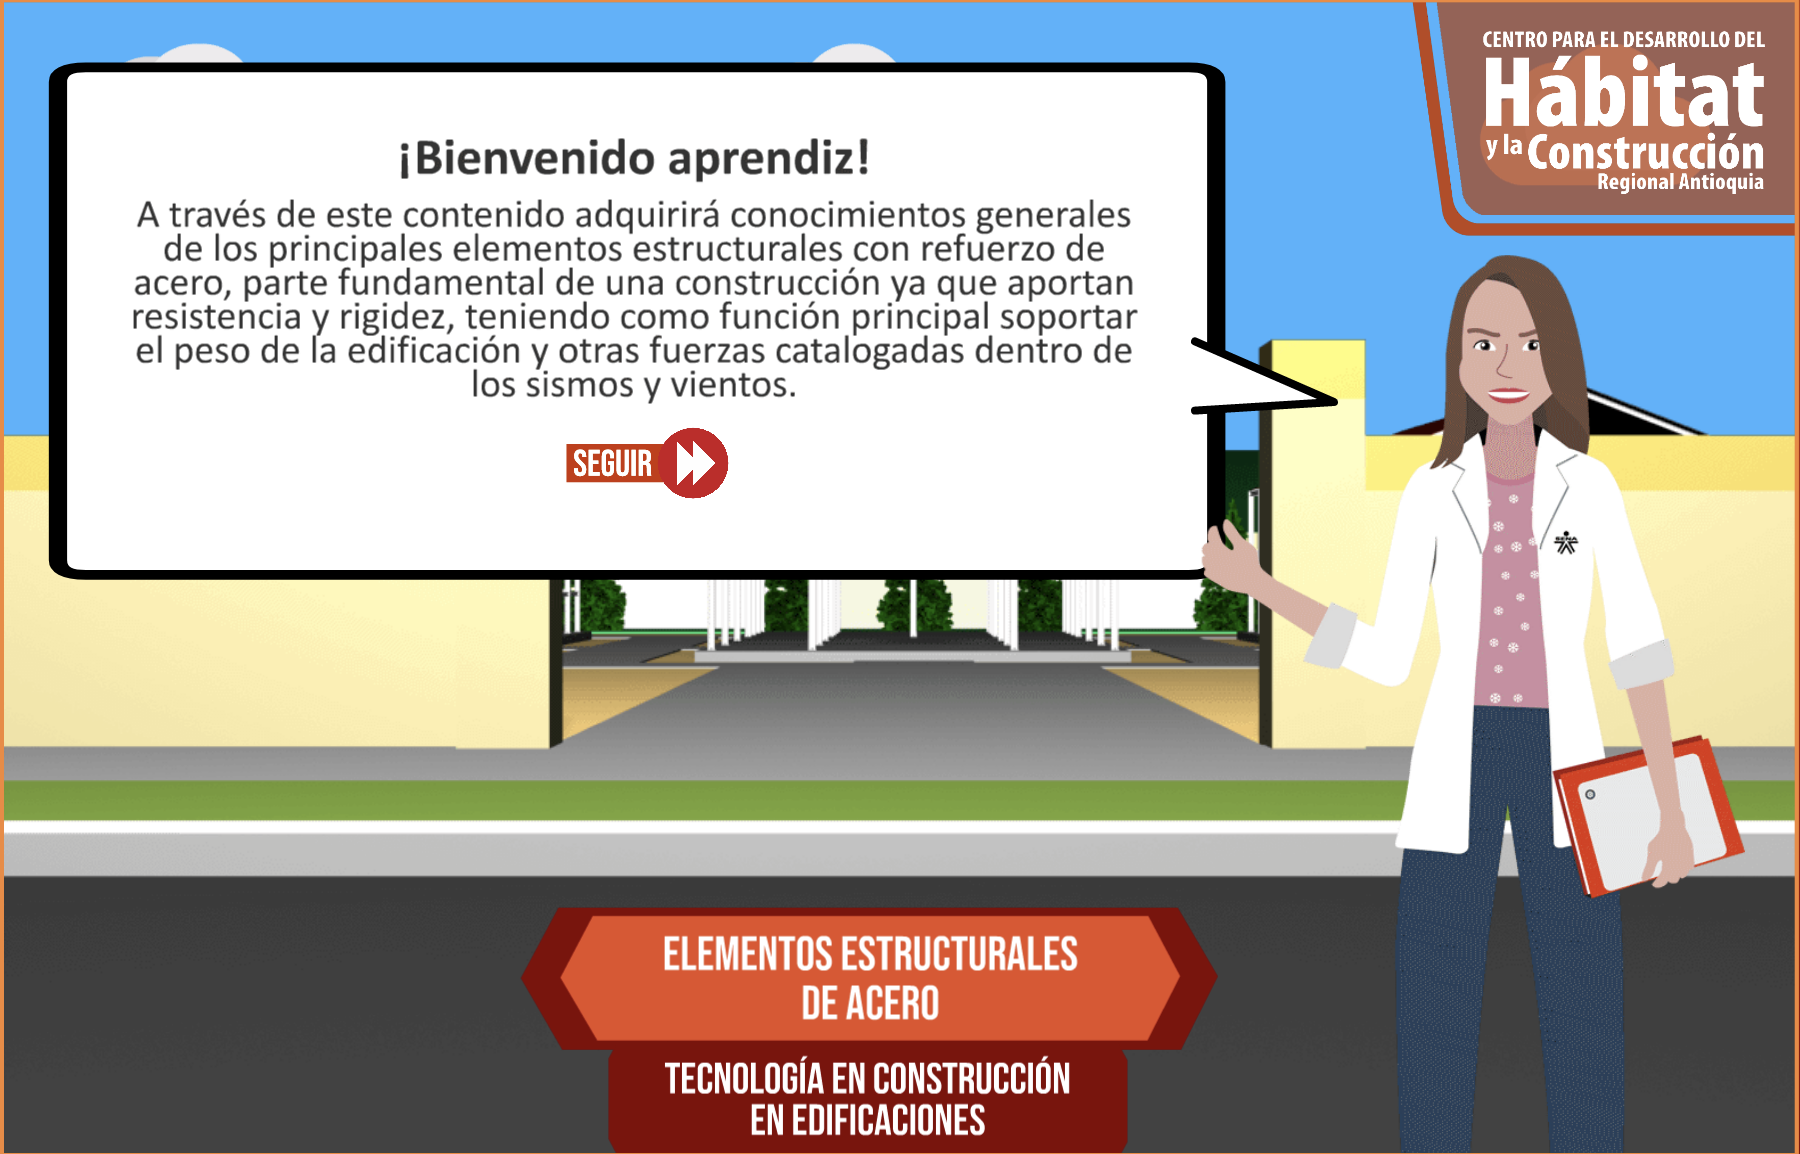 CENTRO PARA EL DESARROLLO DEL
Hábitat
y la Construcción
Regional Antioquia
¡Bienvenido aprendiz!
A través de este contenido adquirirá conocimientos generales
de los principales elementos estructurales con refuerzo de
acero, parte fundamental de una construcción ya que aportan
resistencia y rigidez, teniendo como función principal soportar
el peso de la edificación y otras fuerzas catalogadas dentro de
los sismos y vientos.
SEGUIR
SENA
ELEMENTOS ESTRUCTURALES
DE ACERO
TECNOLOGÍA EN CONSTRUCCIÓN
EN EDIFICACIONES